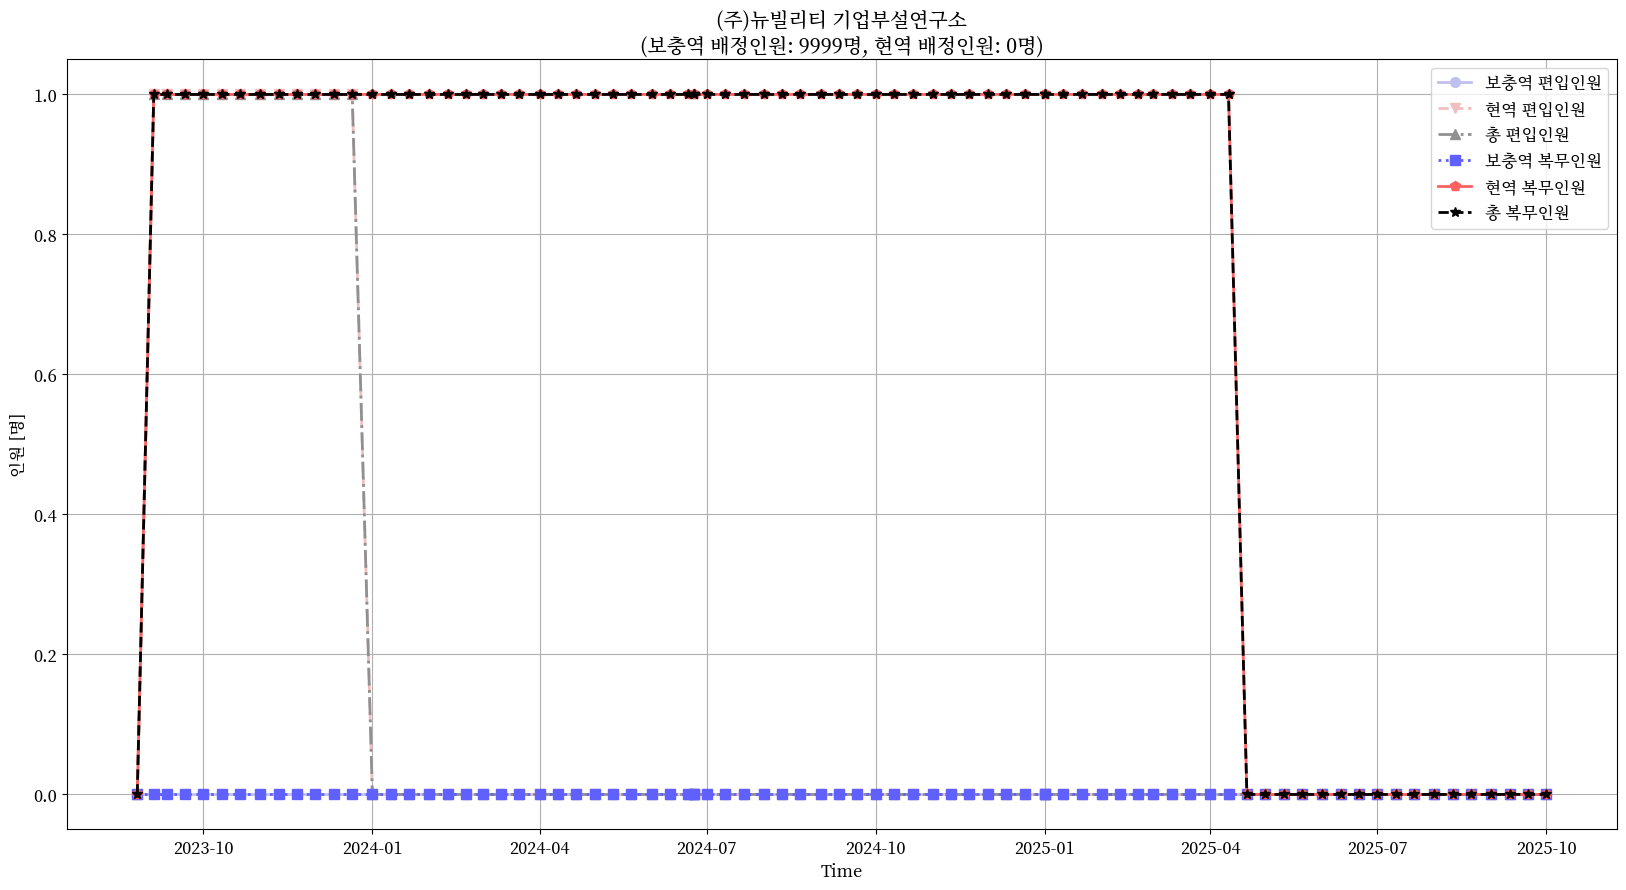 (주)뉴빌리티 기업부설연구소
(보충역 배정인원: 9999명, 현역 배정인원: 0명)
보충역 편입인원
현역 편입인원
총 편입인원
보충역 복무인원
현역 복무인원
총 복무인원
인원 [명]
1.0
0.8
0.6
0.4
0.2
0.0
2023-10 2024-01 2024-04 2024-07 2024-10 2025-01 2025-04 2025-07 2025-10
Time